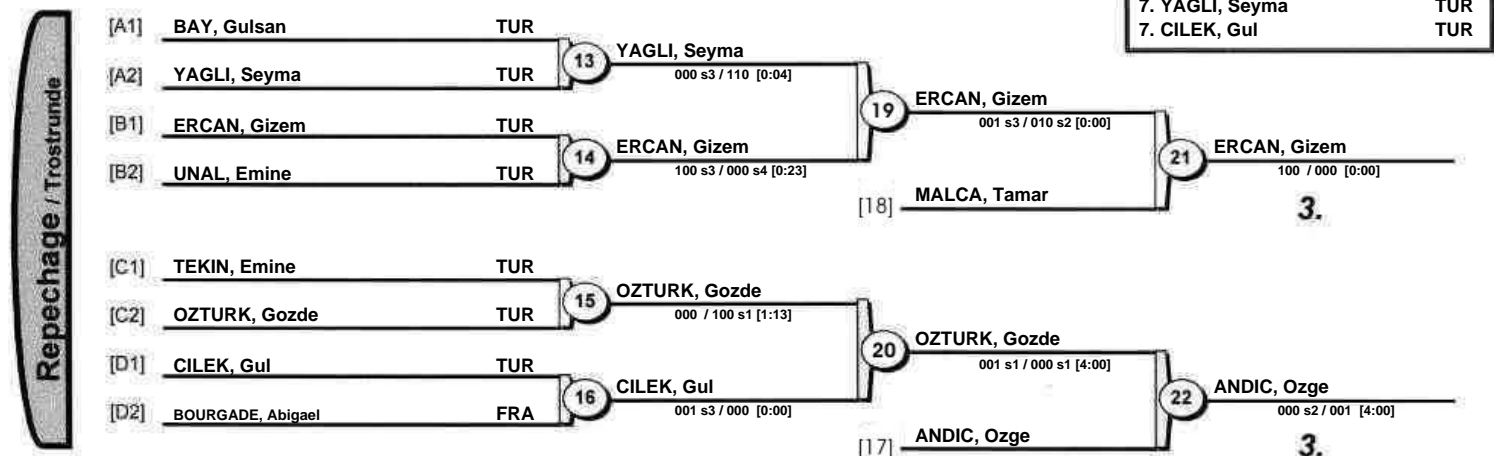 7. YAGLI, Seyma TUR
7. CILEK, Gul TUR
Repechage / Trostrunde
[A1] BAY, Gulsan TUR
13
YAGLI, Seyma
000 s3 / 110 [0:04]
[A2] YAGLI, Seyma TUR
19
ERCAN, Gizem
001 s3 / 010 s2 [0:00]
[B1] ERCAN, Gizem TUR
14
ERCAN, Gizem
100 s3 / 000 s4 [0:23]
[B2] UNAL, Emine TUR
21
ERCAN, Gizem
100 / 000 [0:00]
[18] MALCA, Tamar
3.
[C1] TEKIN, Emine TUR
15
OZTURK, Gozde
000 / 100 s1 [1:13]
[C2] OZTURK, Gozde TUR
20
OZTURK, Gozde
001 s1 / 000 s1 [4:00]
[D1] CILEK, Gul TUR
16
CILEK, Gul
001 s3 / 000 [0:00]
[D2] BOURGADE, Abigael FRA
22
ANDIC, Ozge
000 s2 / 001 [4:00]
[17] ANDIC, Ozge
3.